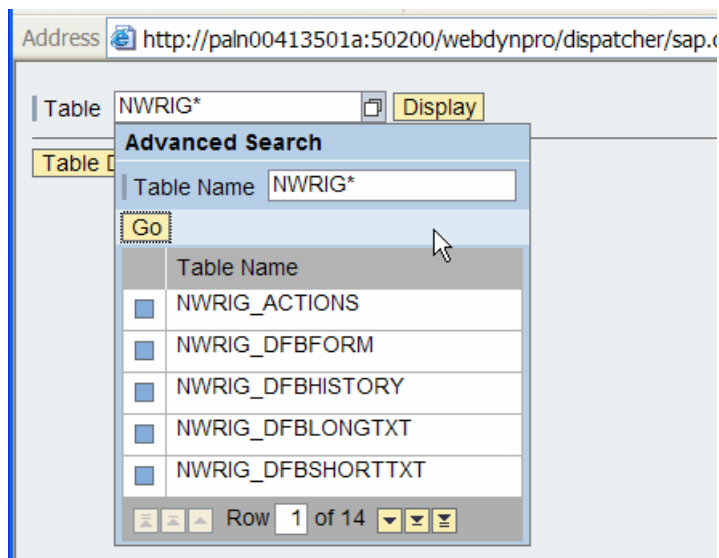 Address http://paln00413501a:50200/webdynpro/dispatcher/sap.
Table NWRIG* Display
Table
Advanced Search
Table Name NWRIG*
Go
Table Name
NWRIG_ACTIONS
NWRIG_DFBFORM
NWRIG_DFBHISTORY
NWRIG_DFBLONGTXT
NWRIG_DFBSHORTTXT
Row 1 of 14